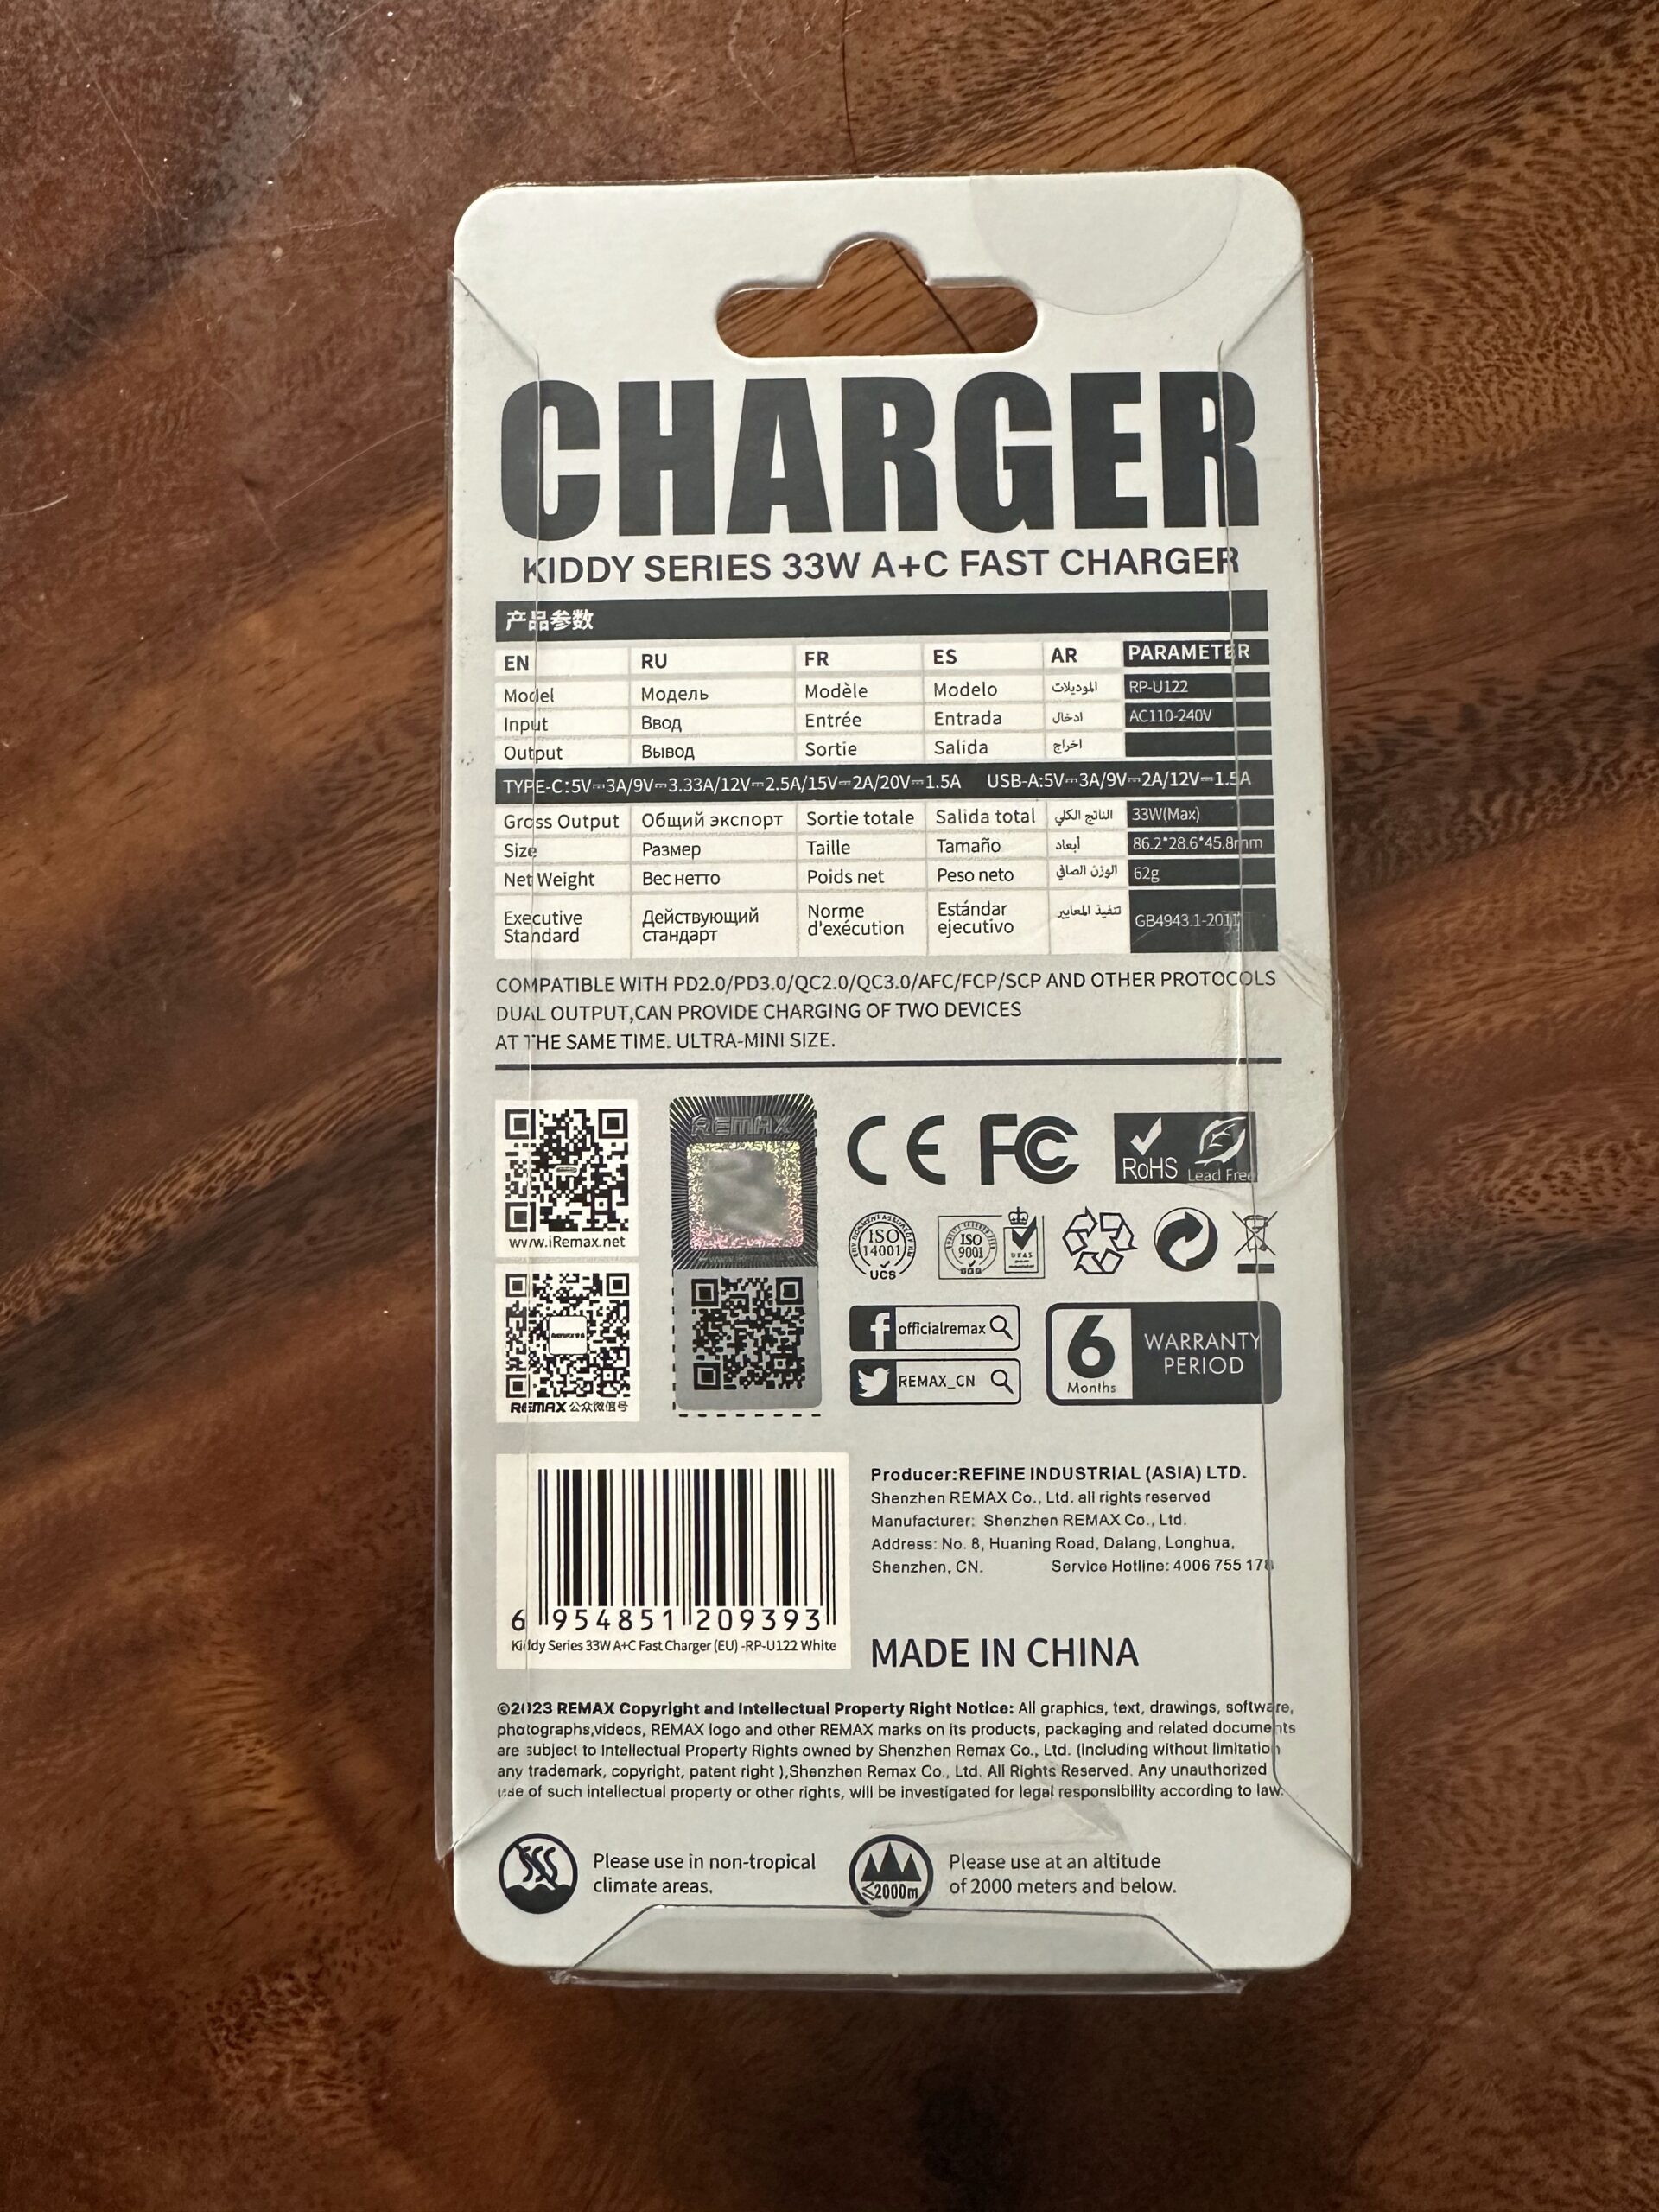 CHARGER
KIDDY SERIES 33W A+C FAST CHARGER
产品参数
EN RU FR ES AR PARAMETER
Model Модель Modèle Modelo الموديلات RP-U122
Input Ввод Entrée Entrada ادخال AC110-240V
Output Вывод Sortie Salida اخراج
TYPE-C:5V⎓3A/9V⎓3.33A/12V⎓2.5A/15V⎓2A/20V⎓1.5A USB-A:5V⎓3A/9V⎓2A/12V⎓1.5A
Gross Output Общий экспорт Sortie totale Salida total الناتج الكلي 33W(Max)
Size Размер Taille Tamaño أبعاد 86.2*28.6*45.8mm
Net Weight Вес нетто Poids net Peso neto الوزن الصافي 62g
Executive Standard Действующий стандарт Norme d'exécution Estándar ejecutivo تنفيذ المعايير GB4943.1-2011
COMPATIBLE WITH PD2.0/PD3.0/QC2.0/QC3.0/AFC/FCP/SCP AND OTHER PROTOCOLS
DUAL OUTPUT,CAN PROVIDE CHARGING OF TWO DEVICES
AT THE SAME TIME. ULTRA-MINI SIZE.
www.iRemax.net
REMAX 公众微信号
REMAX
CE FC RoHS Lead Free
ISO 14001 UCS
ISO 9001 UKAS
officialremax
REMAX_CN
6 Months WARRANTY PERIOD
6 954851 209393
Kiddy Series 33W A+C Fast Charger (EU) -RP-U122 White
Producer:REFINE INDUSTRIAL (ASIA) LTD.
Shenzhen REMAX Co., Ltd. all rights reserved
Manufacturer: Shenzhen REMAX Co., Ltd.
Address: No. 8, Huaning Road, Dalang, Longhua,
Shenzhen, CN. Service Hotline: 4006 755 178
MADE IN CHINA
©2023 REMAX Copyright and Intellectual Property Right Notice: All graphics, text, drawings, software,
photographs,videos, REMAX logo and other REMAX marks on its products, packaging and related documents
are subject to Intellectual Property Rights owned by Shenzhen Remax Co., Ltd. (including without limitation
any trademark, copyright, patent right ),Shenzhen Remax Co., Ltd. All Rights Reserved. Any unauthorized
use of such intellectual property or other rights, will be investigated for legal responsibility according to law.
Please use in non-tropical
climate areas.
≤2000m
Please use at an altitude
of 2000 meters and below.